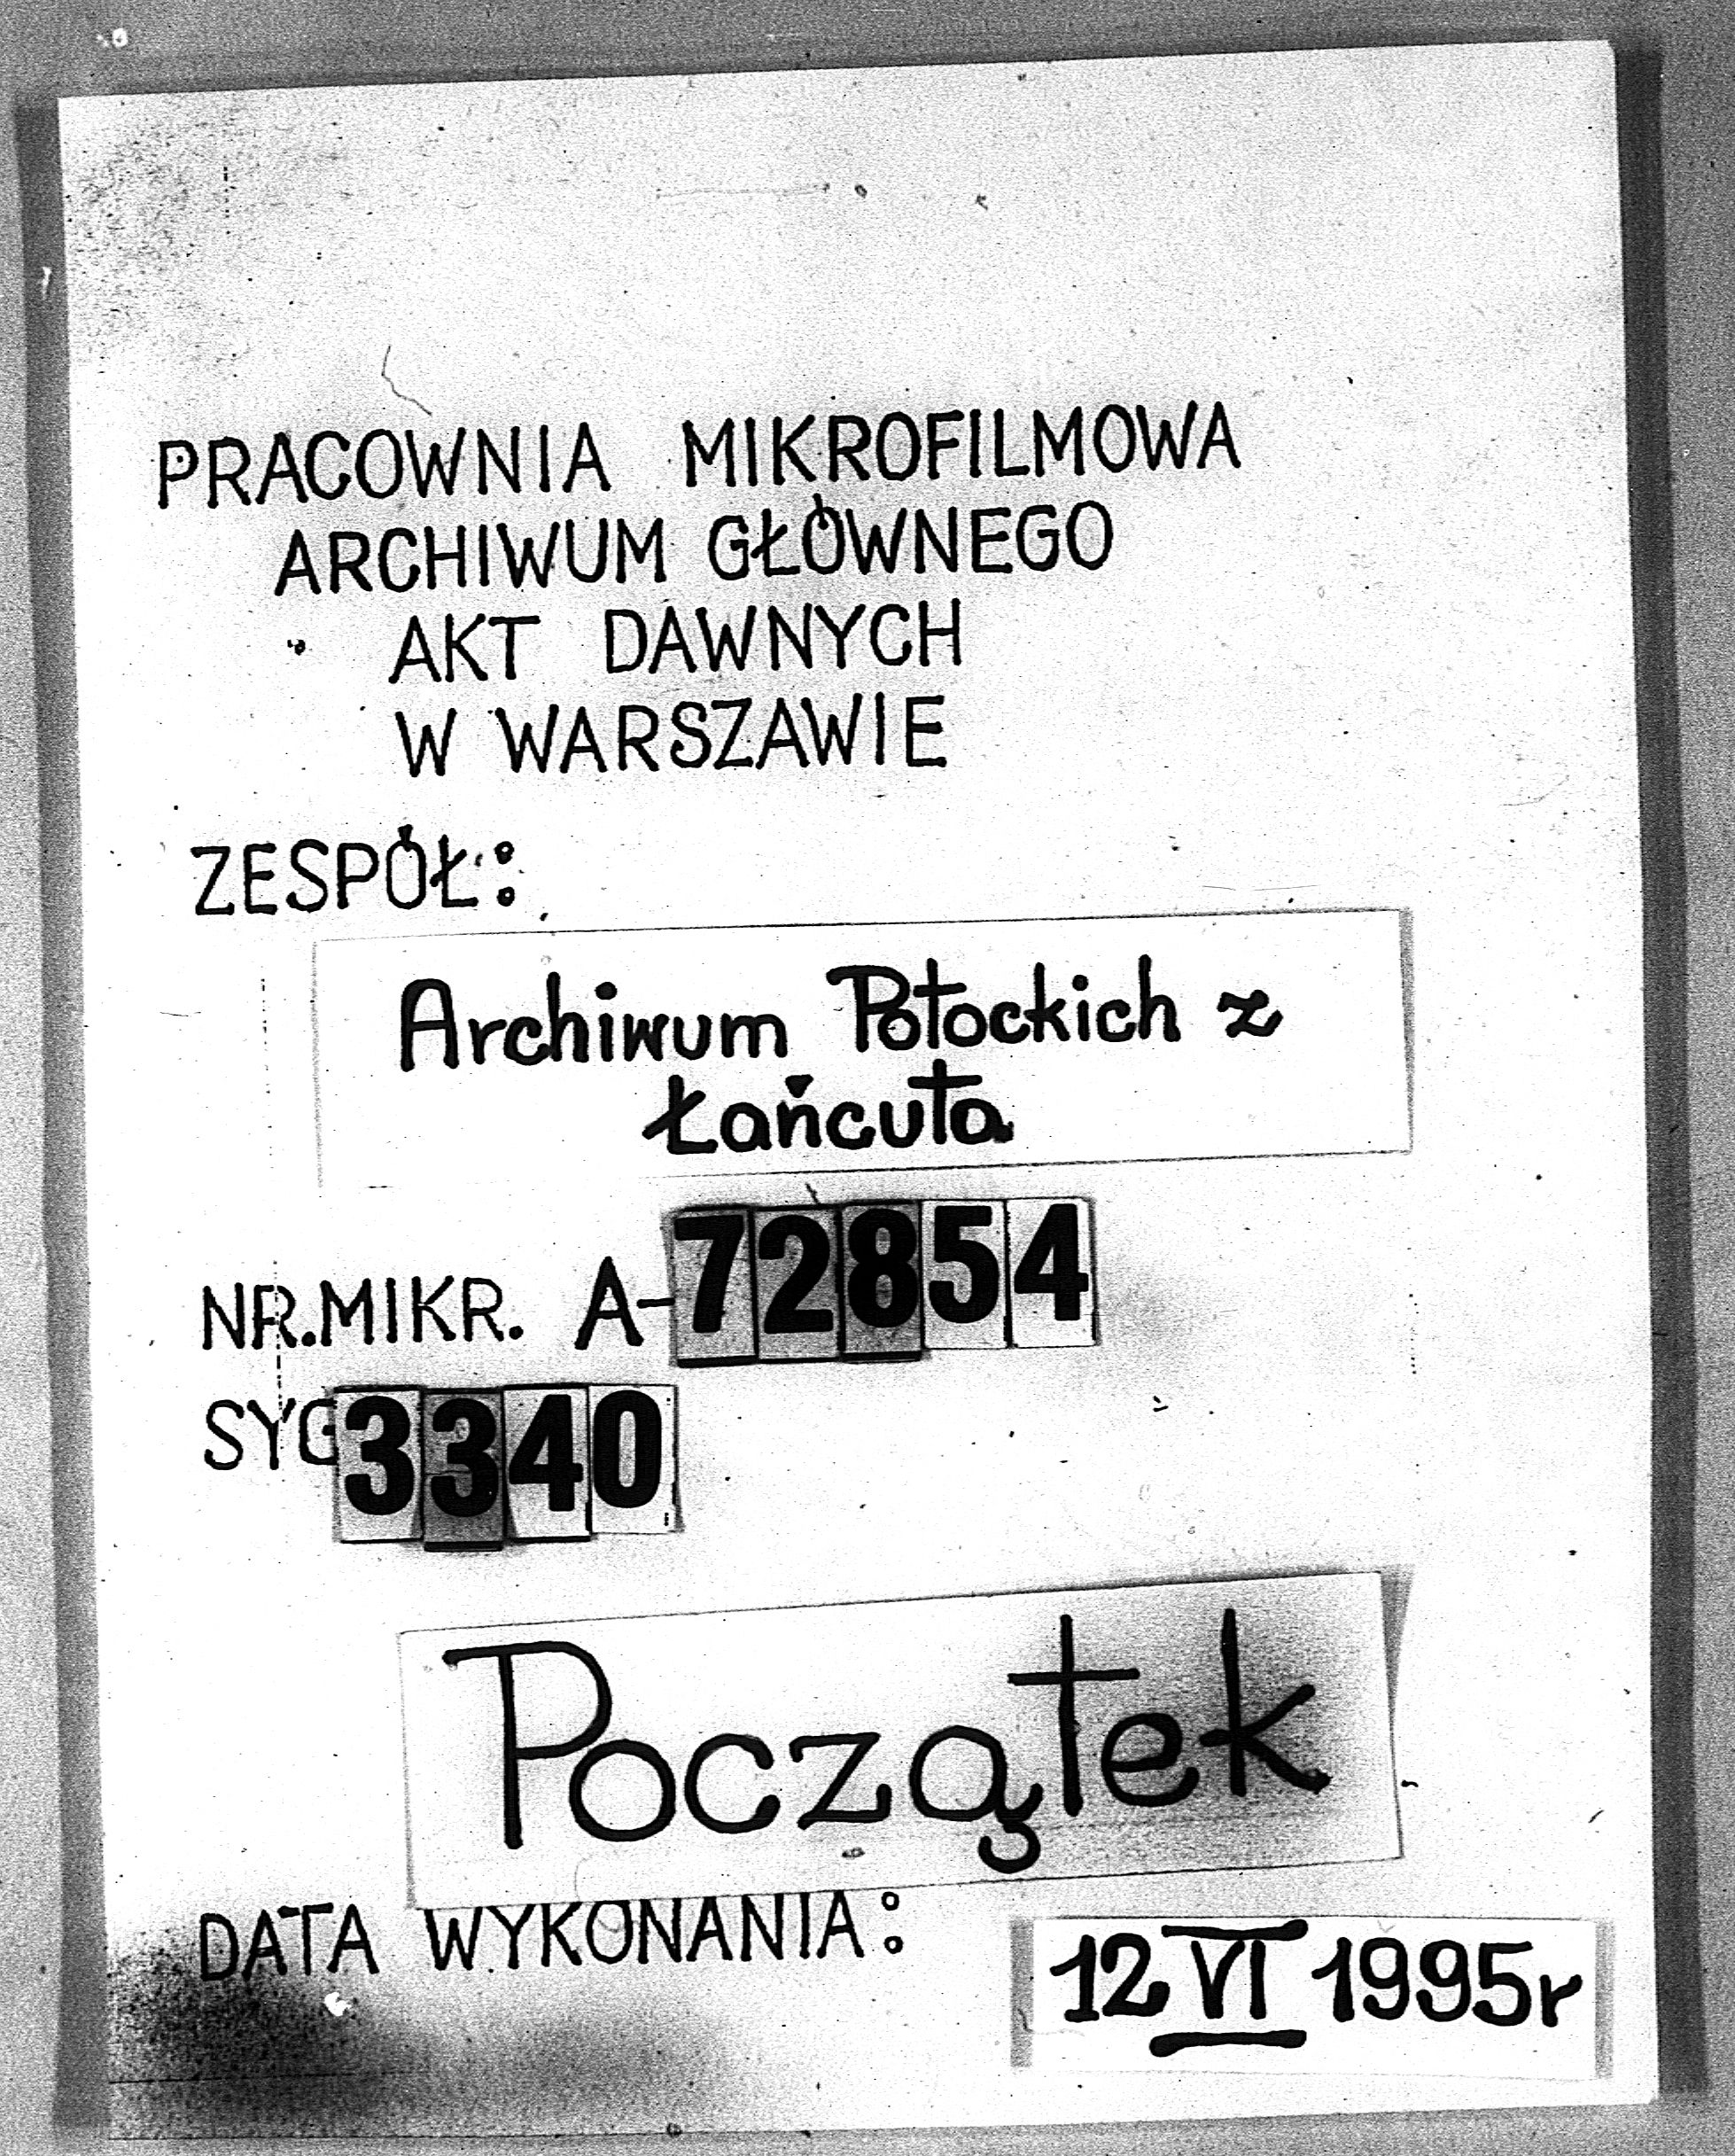 PRACOWNIA MIKROFILMOWA
ARCHIWUM GŁÓWNEGO
AKT DAWNYCH
W WARSZAWIE
ZESPÓŁ:
Archiwum Potockich z
Łańcuta
NR.MIKR. A-72854
SYG 3340
Początek
DATA WYKONANIA:
12 VI 1995r